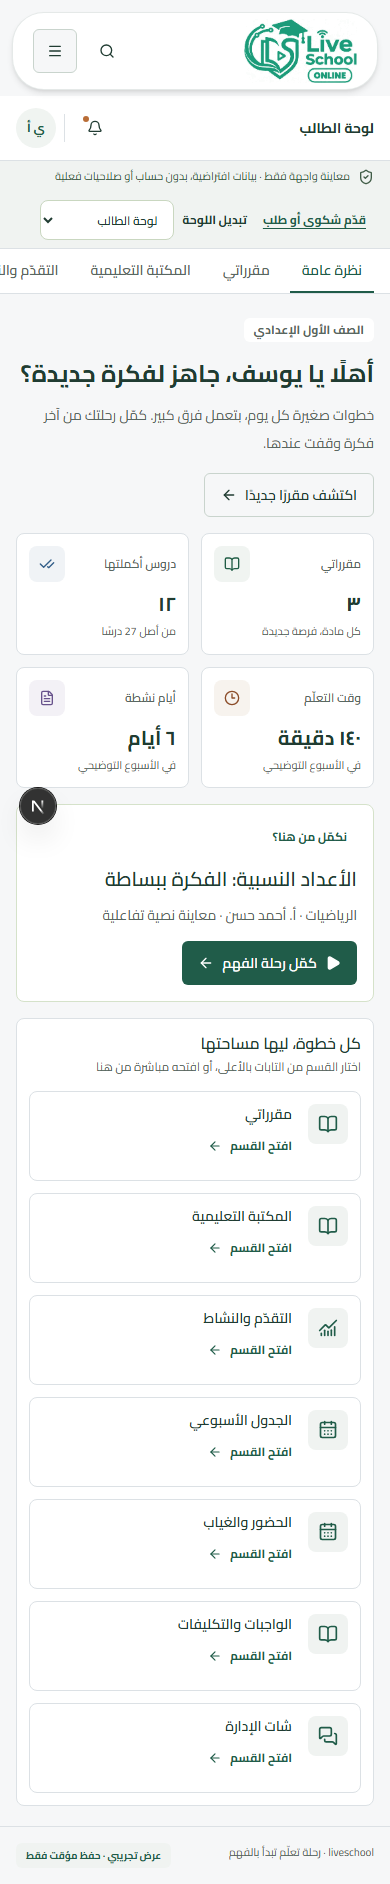 Live
School
ONLINE
لوحة الطالب
ي أ
معاينة واجهة فقط · بيانات افتراضية، بدون حساب أو صلاحيات فعلية
قدّم شكوى أو طلب
تبديل اللوحة
لوحة الطالب
نظرة عامة
مقرراتي
المكتبة التعليمية
التقدّم والن
الصف الأول الإعدادي
أهلًا يا يوسف، جاهز لفكرة جديدة؟
خطوات صغيرة كل يوم، بتعمل فرق كبير. كمّل رحلتك من آخر
فكرة وقفت عندها.
اكتشف مقررًا جديدًا
مقرراتي
٣
كل مادة، فرصة جديدة
دروس أكملتها
١٢
من أصل 27 درسًا
وقت التعلّم
١٤٠ دقيقة
في الأسبوع التوضيحي
أيام نشطة
٦ أيام
في الأسبوع التوضيحي
N
نكمّل من هنا؟
الأعداد النسبية: الفكرة ببساطة
الرياضيات · أ. أحمد حسن · معاينة نصية تفاعلية
كمّل رحلة الفهم
كل خطوة، ليها مساحتها
اختار القسم من التابات بالأعلى، أو افتحه مباشرة من هنا
مقرراتي
افتح القسم
المكتبة التعليمية
افتح القسم
التقدّم والنشاط
افتح القسم
الجدول الأسبوعي
افتح القسم
الحضور والغياب
افتح القسم
الواجبات والتكليفات
افتح القسم
شات الإدارة
افتح القسم
liveschool · رحلة تعلّم تبدأ بالفهم
عرض تجريبي · حفظ مؤقت فقط